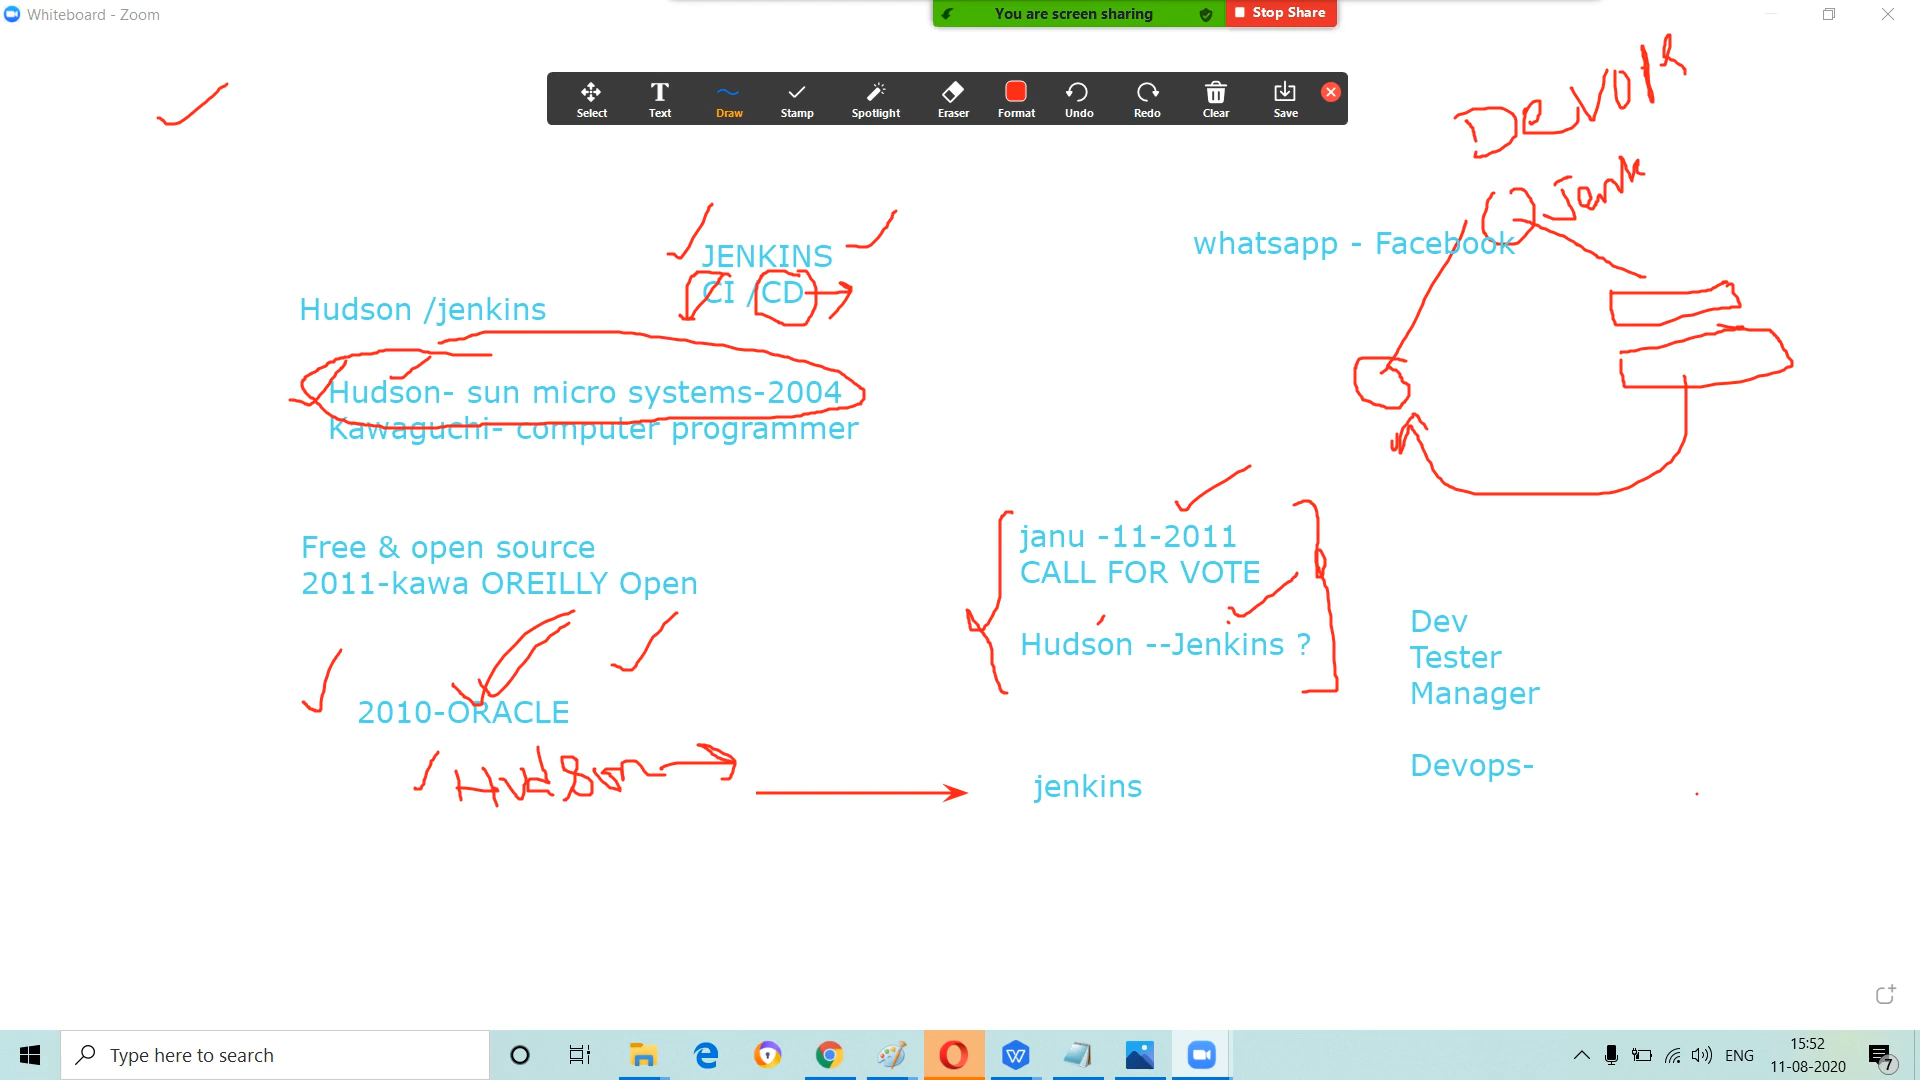 Whiteboard - Zoom
You are screen sharing
Stop Share
Select
Text
Draw
Stamp
Spotlight
Eraser
Format
Undo
Redo
Clear
Save
Jenk
JENKINS
CI /CD
whatsapp - Facebook
Hudson /jenkins
Hudson- sun micro systems-2004
Kawaguchi- computer programmer
Free & open source
2011-kawa OREILLY Open
janu -11-2011
CALL FOR VOTE
Hudson --Jenkins ?
2010-ORACLE
HUdSon
jenkins
Dev
Tester
Manager
Devops-
Type here to search
ENG
15:52
11-08-2020
7